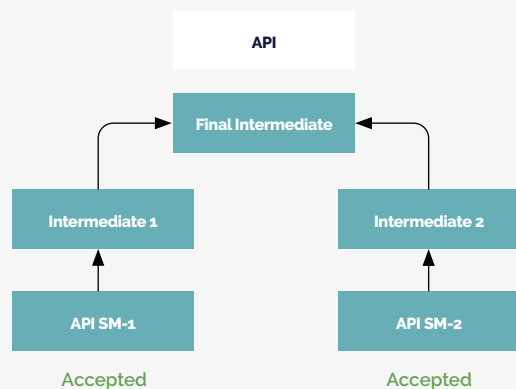 API
Final Intermediate
Intermediate 1
Intermediate 2
API SM-1
API SM-2
Accepted
Accepted